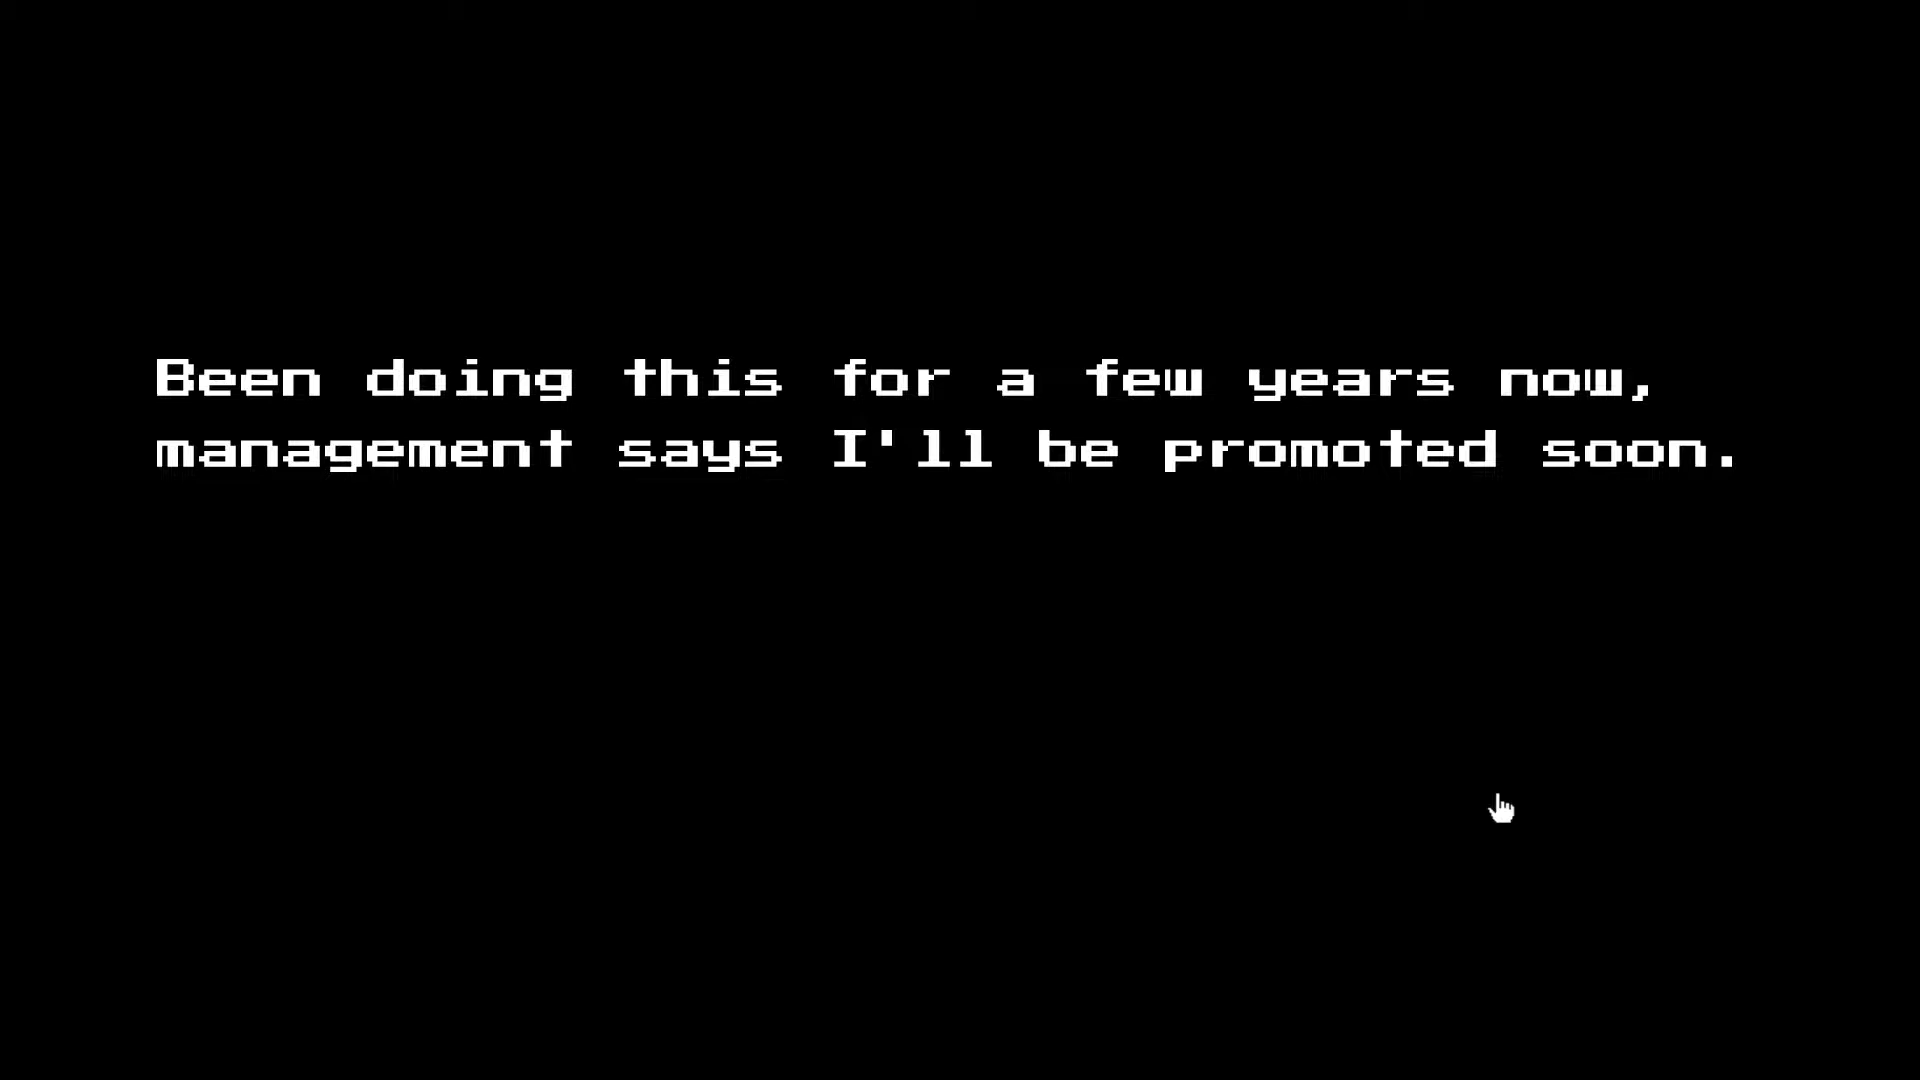 Been doing this for a few years now,
management says I'll be promoted soon.